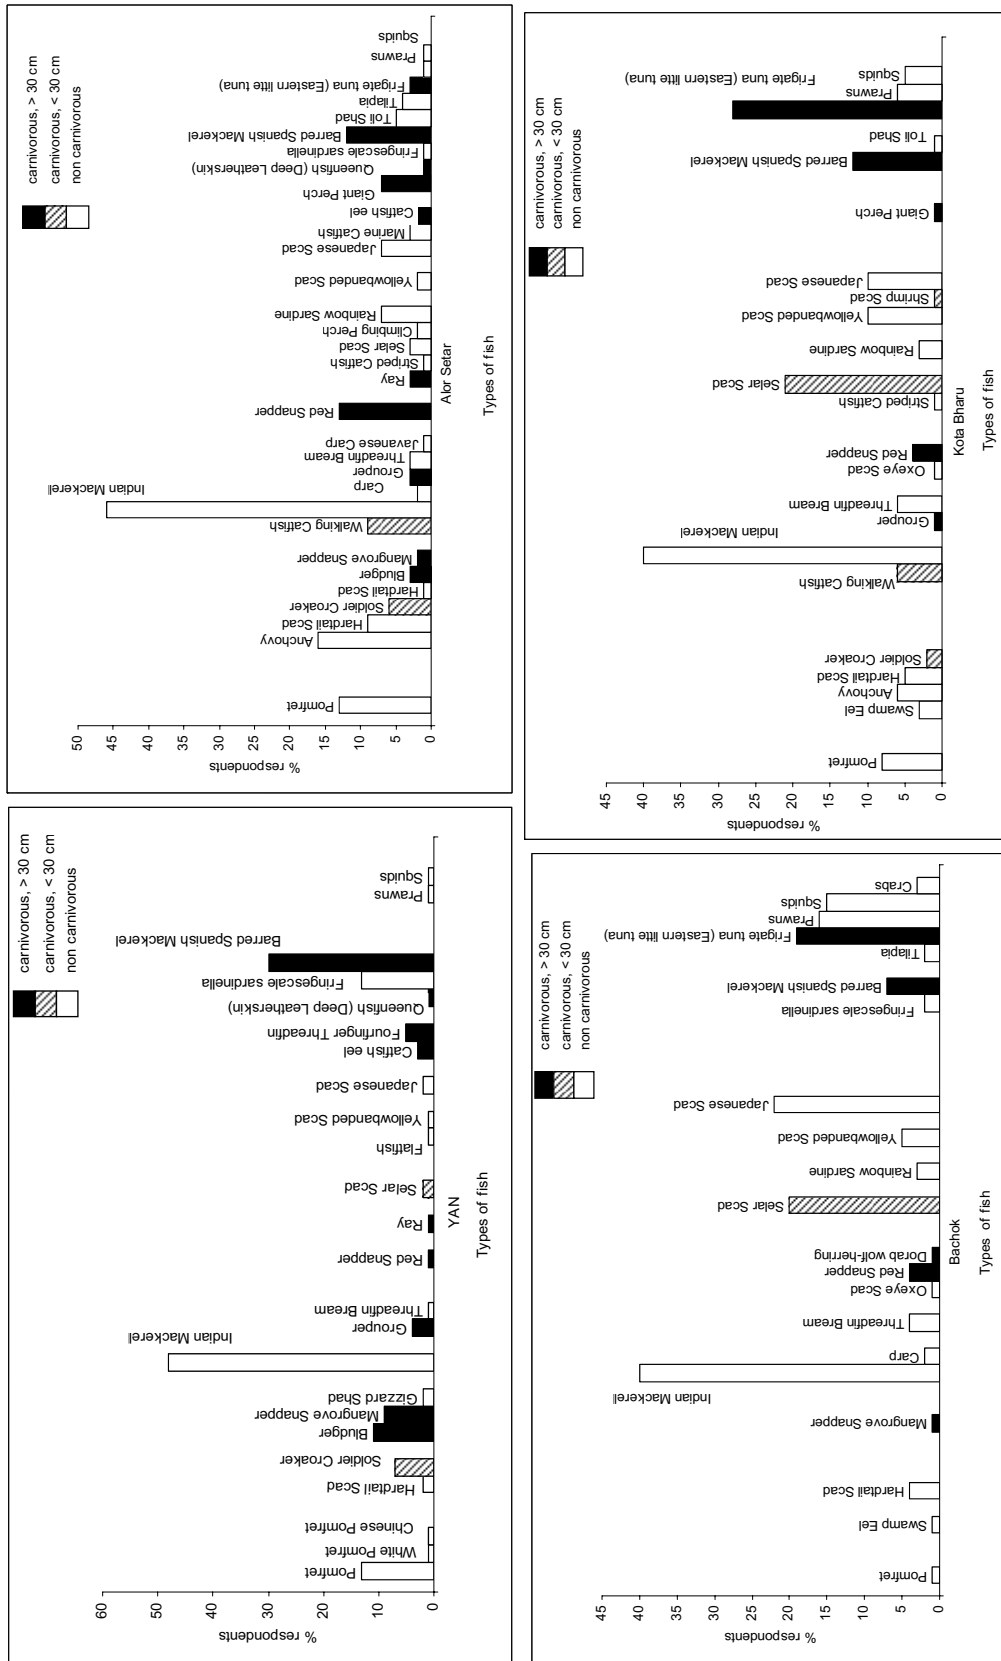 carnivorous, > 30 cm
carnivorous, < 30 cm
non carnivorous
60
50
40
30
20
10
0
% respondents
Pomfret
White Pomfret
Chinese Pomfret
Hardtail Scad
Soldier Croaker
Bludger
Mangrove Snapper
Gizzard Shad
Indian Mackerel
Grouper
Threadfin Bream
Red Snapper
Ray
Selar Scad
Flatfish
Yellowbanded Scad
Japanese Scad
Catfish eel
Fourfinger Threadfin
Queenfish (Deep Leatherskin)
Fringescale sardinella
Barred Spanish Mackerel
Prawns
Squids
YAN
Types of fish
carnivorous, > 30 cm
carnivorous, < 30 cm
non carnivorous
50
45
40
35
30
25
20
15
10
5
0
% respondents
Pomfret
Anchovy
Hardtail Scad
Soldier Croaker
Hardtail Scad
Bludger
Mangrove Snapper
Walking Catfish
Indian Mackerel
Carp
Grouper
Threadfin Bream
Javanese Carp
Red Snapper
Ray
Striped Catfish
Selar Scad
Climbing Perch
Rainbow Sardine
Yellowbanded Scad
Japanese Scad
Marine Catfish
Catfish eel
Giant Perch
Queenfish (Deep Leatherskin)
Fringescale sardinella
Barred Spanish Mackerel
Toli Shad
Tilapia
Frigate tuna (Eastern litte tuna)
Prawns
Squids
Alor Setar
Types of fish
carnivorous, > 30 cm
carnivorous, < 30 cm
non carnivorous
45
40
35
30
25
20
15
10
5
0
% respondents
Pomfret
Swamp Eel
Hardtail Scad
Mangrove Snapper
Indian Mackerel
Carp
Threadfin Bream
Oxeye Scad
Red Snapper
Dorab wolf-herring
Selar Scad
Rainbow Sardine
Yellowbanded Scad
Japanese Scad
Fringescale sardinella
Barred Spanish Mackerel
Tilapia
Frigate tuna (Eastern litte tuna)
Prawns
Squids
Crabs
Bachok
Types of fish
carnivorous, > 30 cm
carnivorous, < 30 cm
non carnivorous
45
40
35
30
25
20
15
10
5
0
% respondents
Pomfret
Swamp Eel
Anchovy
Hardtail Scad
Soldier Croaker
Walking Catfish
Indian Mackerel
Grouper
Threadfin Bream
Oxeye Scad
Red Snapper
Striped Catfish
Selar Scad
Rainbow Sardine
Yellowbanded Scad
Shrimp Scad
Japanese Scad
Giant Perch
Barred Spanish Mackerel
Toli Shad
Frigate tuna (Eastern litte tuna)
Prawns
Squids
Kota Bharu
Types of fish